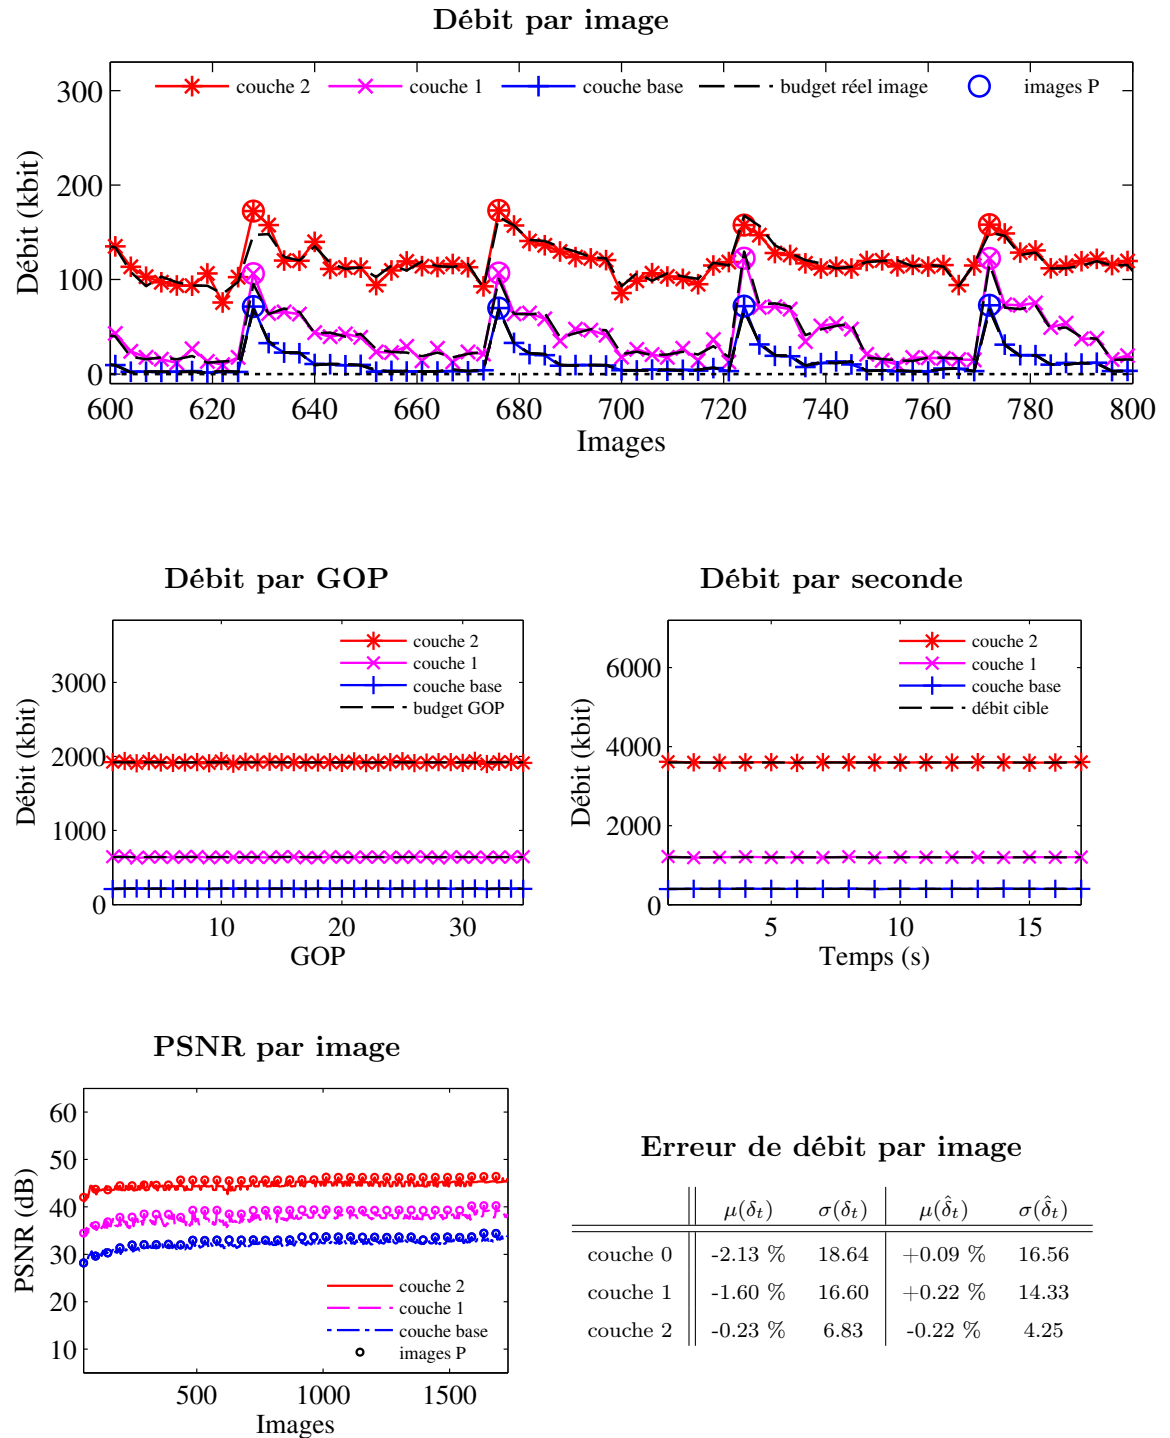 Débit par image
couche 2 couche 1 couche base budget réel image images P
300
200
100
0
Débit (kbit)
600 620 640 660 680 700 720 740 760 780 800
Images
Débit par GOP
couche 2
couche 1
couche base
budget GOP
3000
2000
1000
0
Débit (kbit)
10 20 30
GOP
Débit par seconde
couche 2
couche 1
couche base
débit cible
6000
4000
2000
0
Débit (kbit)
5 10 15
Temps (s)
PSNR par image
60
50
40
30
20
10
PSNR (dB)
couche 2
couche 1
couche base
images P
500 1000 1500
Images
Erreur de débit par image
μ(δt) σ(δt) μ(δ̂t) σ(δ̂t)
couche 0 -2.13 % 18.64 +0.09 % 16.56
couche 1 -1.60 % 16.60 +0.22 % 14.33
couche 2 -0.23 % 6.83 -0.22 % 4.25